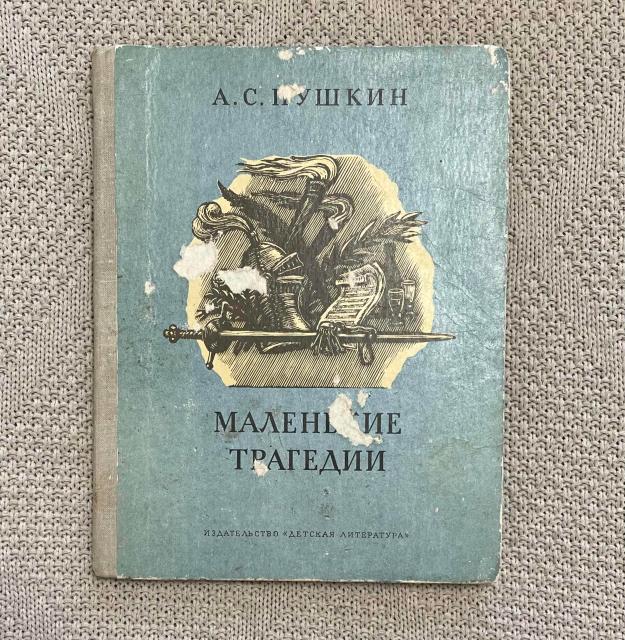 А.С.ПУШКИН
МАЛЕНЬКИЕ
ТРАГЕДИИ
ИЗДАТЕЛЬСТВО «ДЕТСКАЯ ЛИТЕРАТУРА»